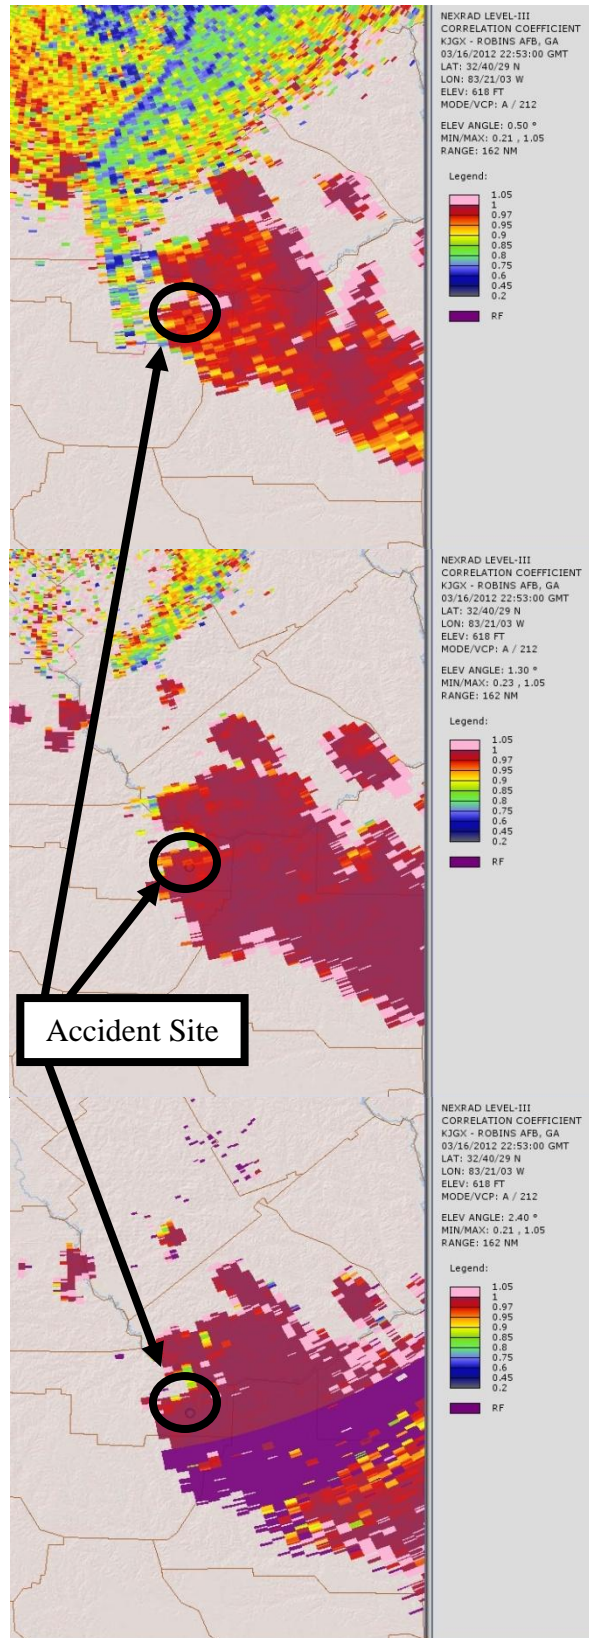 NEXRAD LEVEL-III
CORRELATION COEFFICIENT
KJGX - ROBINS AFB, GA
03/16/2012 22:53:00 GMT
LAT: 32/40/29 N
LON: 83/21/03 W
ELEV: 618 FT
MODE/VCP: A / 212
ELEV ANGLE: 0.50 °
MIN/MAX: 0.21 , 1.05
RANGE: 162 NM
Legend:
1.05
1
0.97
0.95
0.9
0.85
0.8
0.75
0.6
0.45
0.2
RF
NEXRAD LEVEL-III
CORRELATION COEFFICIENT
KJGX - ROBINS AFB, GA
03/16/2012 22:53:00 GMT
LAT: 32/40/29 N
LON: 83/21/03 W
ELEV: 618 FT
MODE/VCP: A / 212
ELEV ANGLE: 1.30 °
MIN/MAX: 0.23 , 1.05
RANGE: 162 NM
Legend:
1.05
1
0.97
0.95
0.9
0.85
0.8
0.75
0.6
0.45
0.2
RF
Accident Site
NEXRAD LEVEL-III
CORRELATION COEFFICIENT
KJGX - ROBINS AFB, GA
03/16/2012 22:53:00 GMT
LAT: 32/40/29 N
LON: 83/21/03 W
ELEV: 618 FT
MODE/VCP: A / 212
ELEV ANGLE: 2.40 °
MIN/MAX: 0.21 , 1.05
RANGE: 162 NM
Legend:
1.05
1
0.97
0.95
0.9
0.85
0.8
0.75
0.6
0.45
0.2
RF